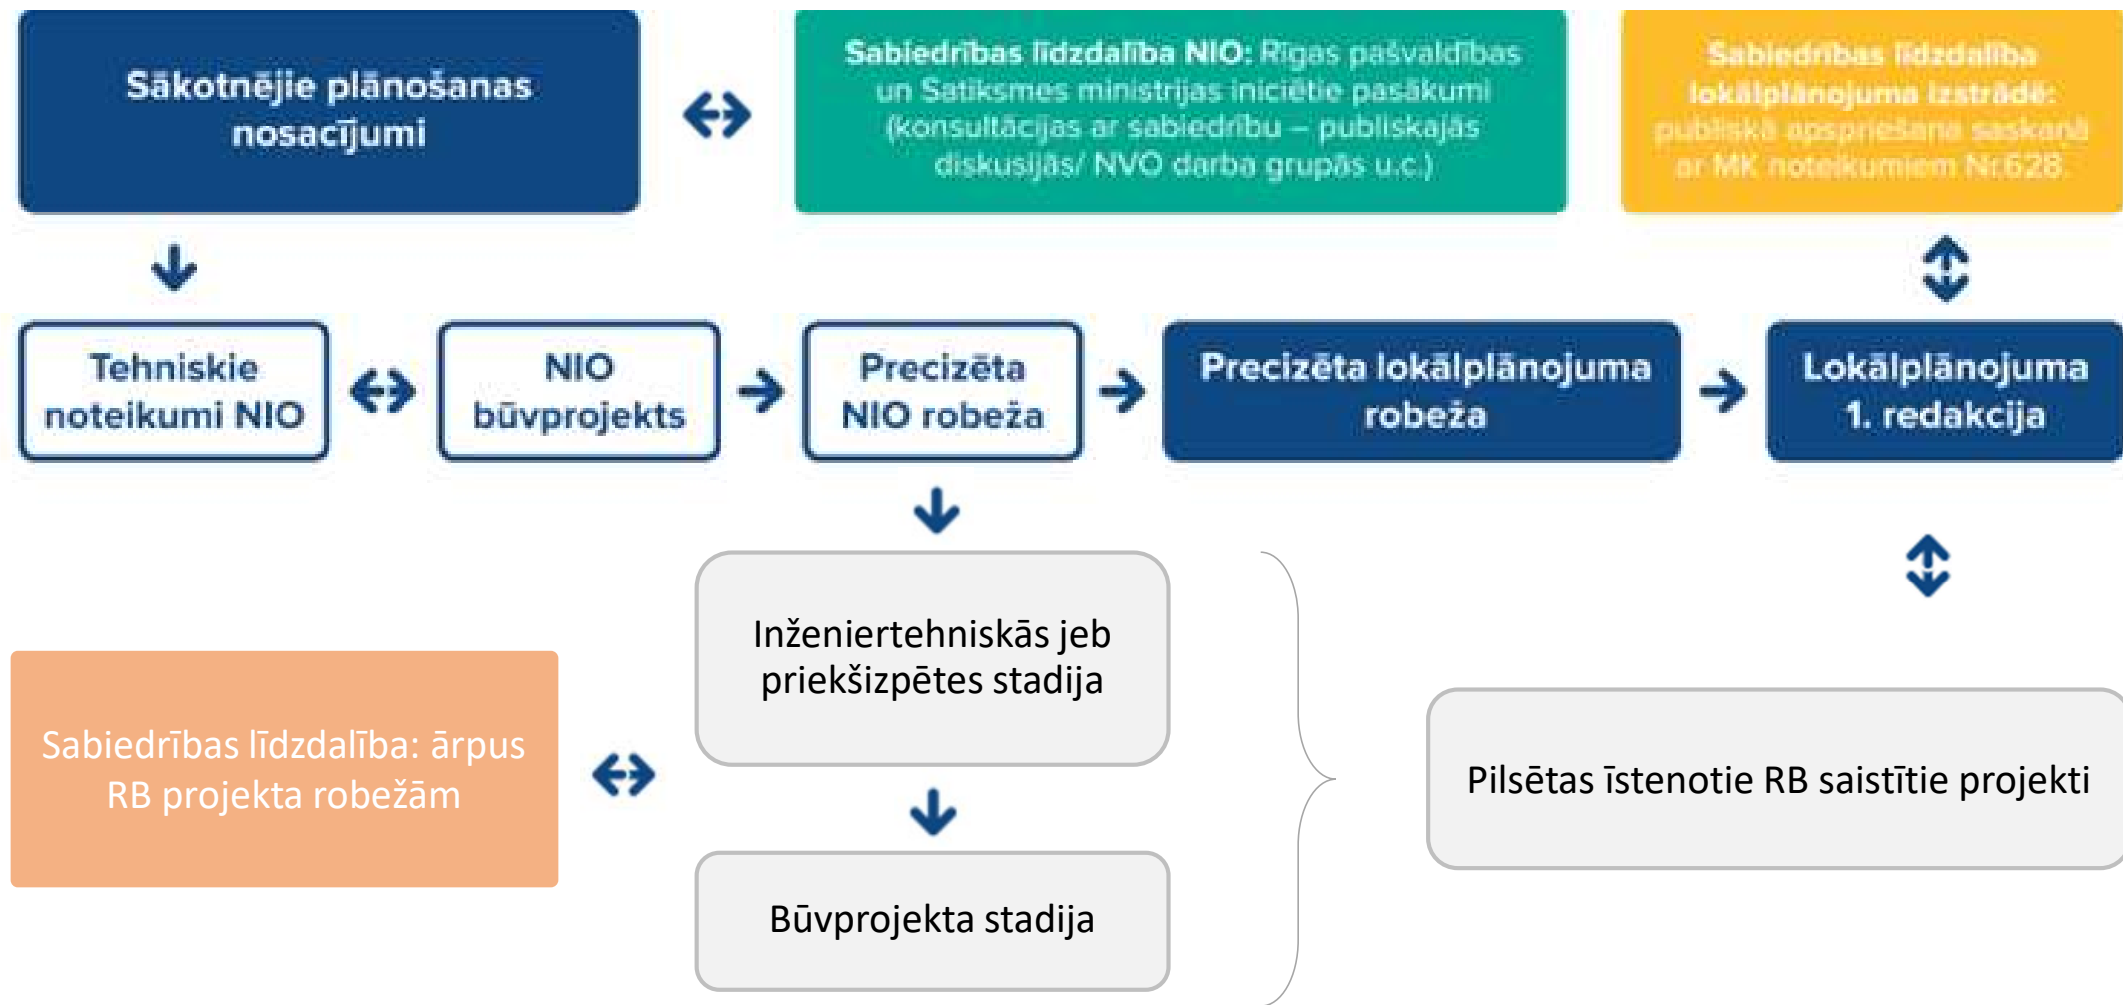 Sākotnējie plānošanas
nosacījumi
Sabiedrības līdzdalība NIO: Rīgas pašvaldības
un Satiksmes ministrijas iniciētie pasākumi
(konsultācijas ar sabiedrību – publiskajās
diskusijās/ NVO darba grupās u.c.)
Sabiedrības līdzdalība
lokālplānojuma izstrādē:
publiskā apspriešana saskaņā
ar MK noteikumiem Nr.628.
Tehniskie
noteikumi NIO
NIO
būvprojekts
Precizēta
NIO robeža
Precizēta lokālplānojuma
robeža
Lokālplānojuma
1. redakcija
Inženiertehniskās jeb
priekšizpētes stadija
Sabiedrības līdzdalība: ārpus
RB projekta robežām
Pilsētas īstenotie RB saistītie projekti
Būvprojekta stadija